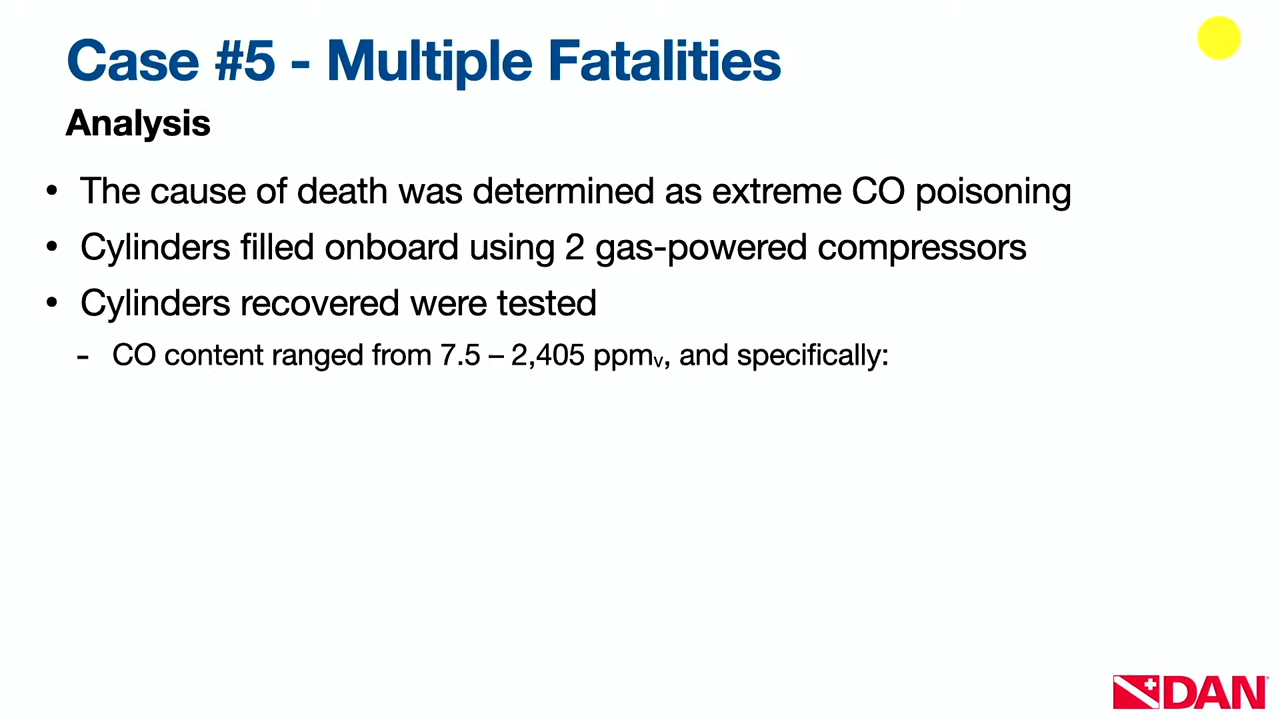 Case #5 - Multiple Fatalities
Analysis
• The cause of death was determined as extreme CO poisoning
• Cylinders filled onboard using 2 gas-powered compressors
• Cylinders recovered were tested
- CO content ranged from 7.5 – 2,405 ppmᵥ, and specifically:
DAN